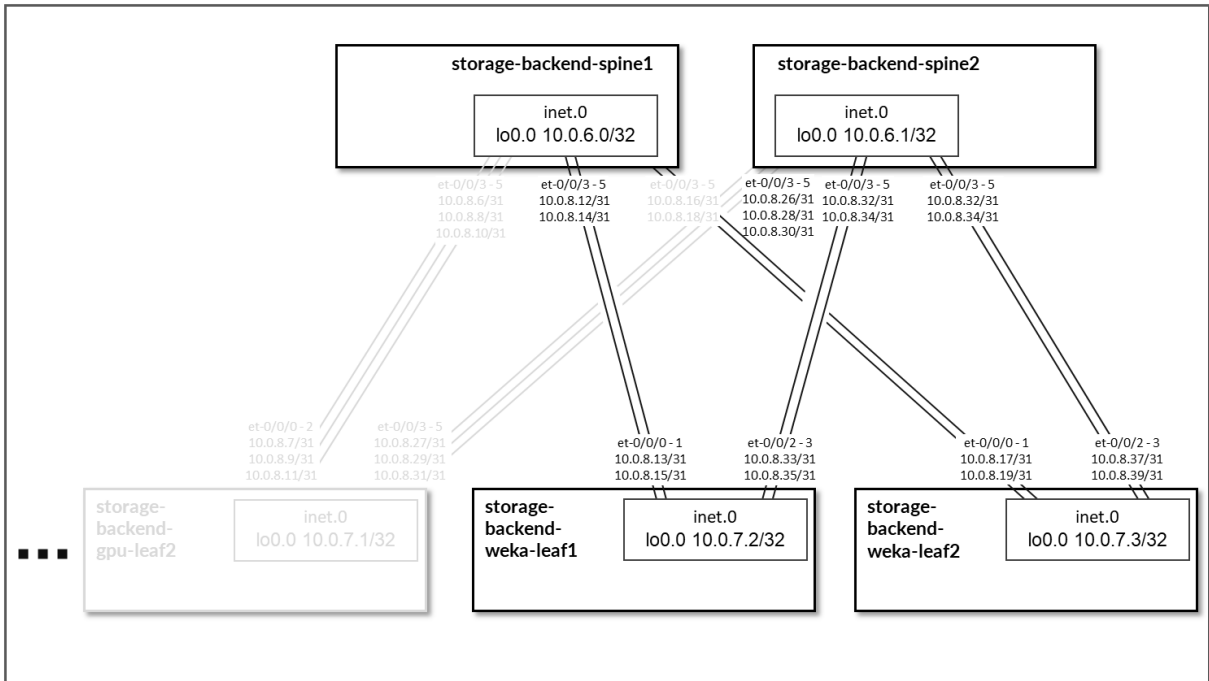 storage-backend-spine1
inet.0
lo0.0 10.0.6.0/32
storage-backend-spine2
inet.0
lo0.0 10.0.6.1/32
et-0/0/3 - 5
10.0.8.6/31
10.0.8.8/31
10.0.8.10/31
et-0/0/3 - 5
10.0.8.12/31
10.0.8.14/31
et-0/0/3 - 5
10.0.8.16/31
10.0.8.18/31
et-0/0/3 - 5
10.0.8.26/31
10.0.8.28/31
10.0.8.30/31
et-0/0/3 - 5
10.0.8.32/31
10.0.8.34/31
et-0/0/3 - 5
10.0.8.32/31
10.0.8.34/31
et-0/0/0 - 2
10.0.8.7/31
10.0.8.9/31
10.0.8.11/31
et-0/0/3 - 5
10.0.8.27/31
10.0.8.29/31
10.0.8.31/31
et-0/0/0 - 1
10.0.8.13/31
10.0.8.15/31
et-0/0/2 - 3
10.0.8.33/31
10.0.8.35/31
et-0/0/0 - 1
10.0.8.17/31
10.0.8.19/31
et-0/0/2 - 3
10.0.8.37/31
10.0.8.39/31
storage-
backend-
gpu-leaf2
inet.0
lo0.0 10.0.7.1/32
storage-
backend-
weka-leaf1
inet.0
lo0.0 10.0.7.2/32
storage-
backend-
weka-leaf2
inet.0
lo0.0 10.0.7.3/32